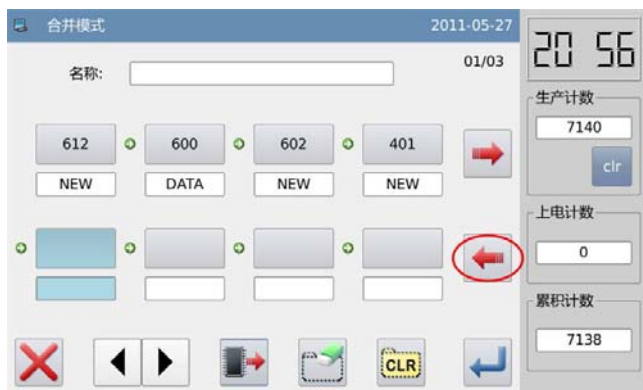 合并模式 2011-05-27
20 56
名称: 01/03
生产计数
7140
clr
612 600 602 401
NEW DATA NEW NEW
上电计数
0
累积计数
7138
CLR